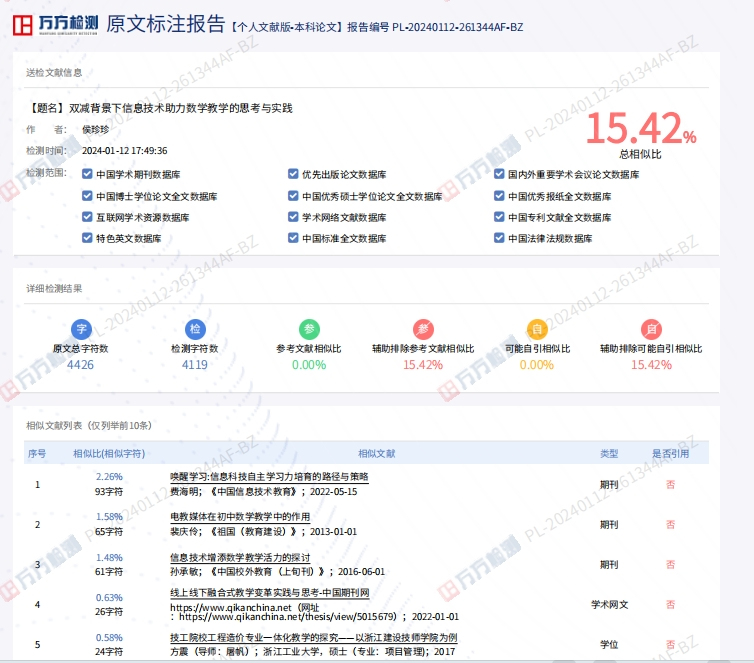 万方检测 原文标注报告【个人文献版-本科论文】报告编号 PL-20240112-261344AF-BZ
送检文献信息
【题名】双减背景下信息技术助力数学教学的思考与实践
作 者： 侯珍珍
检测时间： 2024-01-12 17:49:36
15.42%
总相似比
检测范围： 中国学术期刊数据库 优先出版论文数据库 国内外重要学术会议论文数据库
中国博士学位论文全文数据库 中国优秀硕士学位论文全文数据库 中国优秀报纸全文数据库
互联网学术资源数据库 学术网络文献数据库 中国专利文献全文数据库
特色英文数据库 中国标准全文数据库 中国法律法规数据库
详细检测结果
字 检 参 参 自 自
原文总字符数 检测字符数 参考文献相似比 辅助排除参考文献相似比 可能自引相似比 辅助排除可能自引相似比
4426 4119 0.00% 15.42% 0.00% 15.42%
相似文献列表（仅列举前10条）
序号 相似比(相似字符) 相似文献 类型 是否引用
1 2.26% 唤醒学习:信息科技自主学习力培育的路径与策略 期刊 否
93字符 费海明；《中国信息技术教育》；2022-05-15
2 1.58% 电教媒体在初中数学教学中的作用 期刊 否
65字符 裴庆伶；《祖国（教育建设）》；2013-01-01
3 1.48% 信息技术增添数学教学活力的探讨 期刊 否
61字符 孙承敏；《中国校外教育（上旬刊）》；2016-06-01
4 0.63% 线上线下融合式教学变革实践与思考-中国期刊网 学术网文 否
26字符 https://www.qikanchina.net（网址
：https://www.qikanchina.net/thesis/view/5015679）；2022-01-01
5 0.58% 技工院校工程造价专业一体化教学的探究——以浙江建设技师学院为例 学位 否
24字符 方震（导师：屠帆）；浙江工业大学，硕士（专业：项目管理)；2017